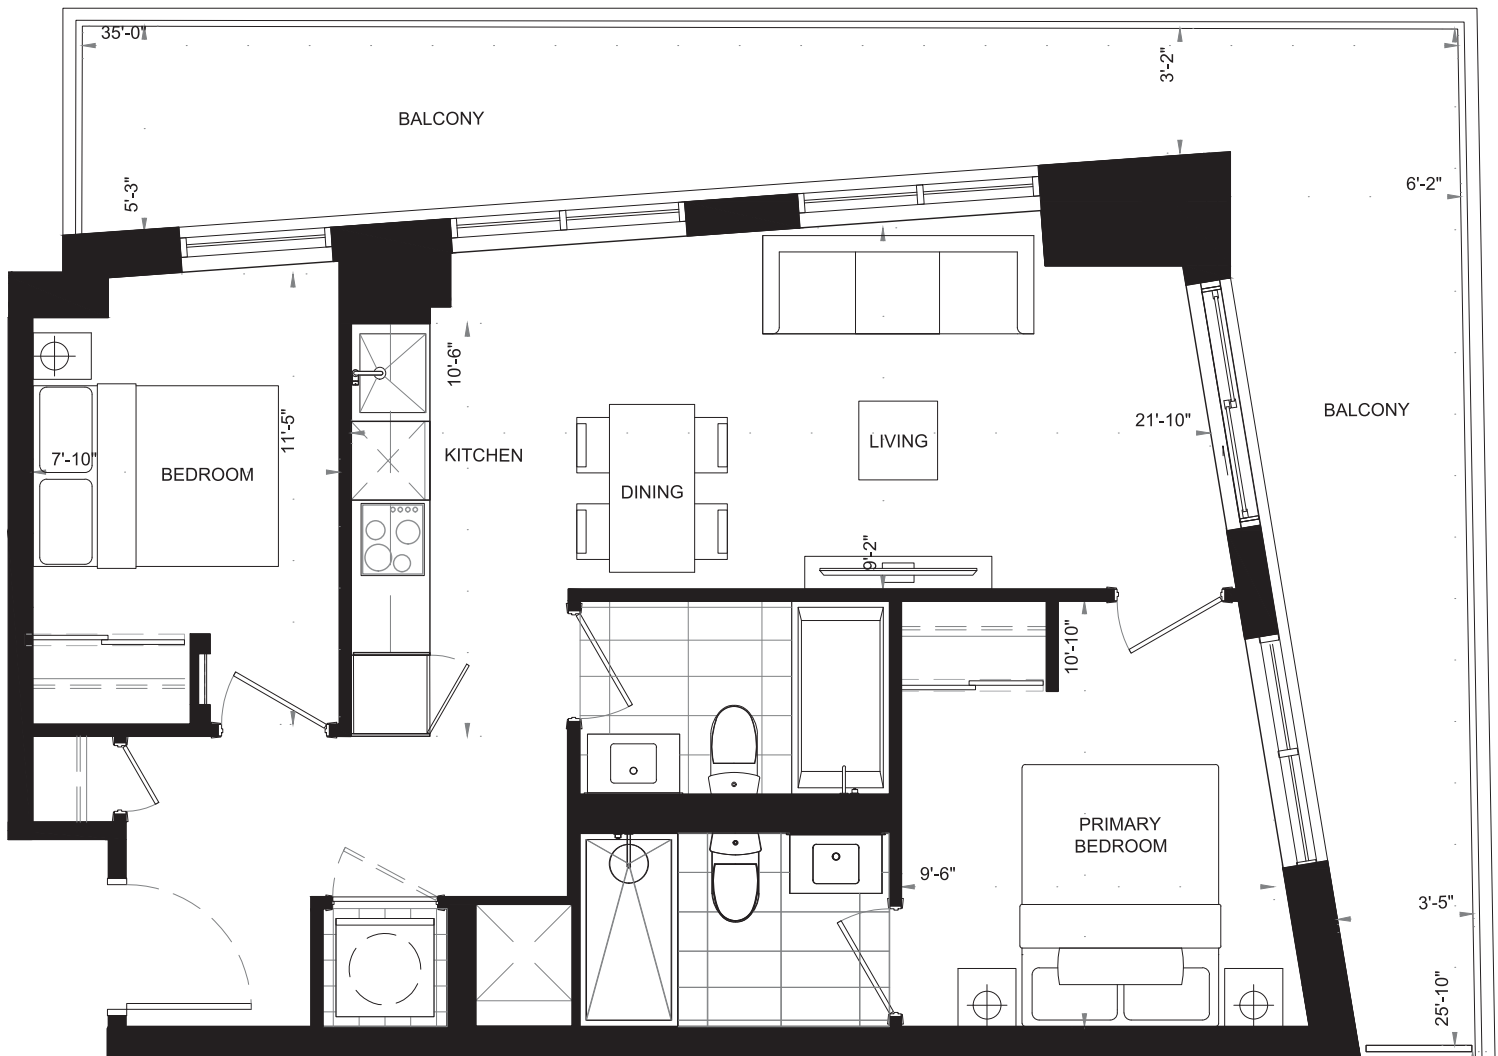 35'-0"
3'-2"
BALCONY
5'-3"
6'-2"
10'-6"
11'-5"
21'-10"
BALCONY
7'-10"
BEDROOM
KITCHEN
LIVING
DINING
9'-2"
10'-10"
PRIMARY
BEDROOM
9'-6"
3'-5"
25'-10"